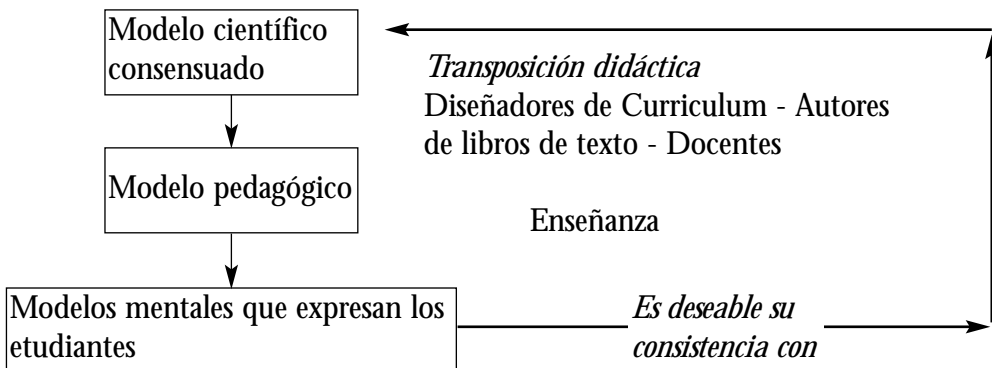 Modelo científico
consensuado
Transposición didáctica
Diseñadores de Curriculum - Autores
de libros de texto - Docentes
Modelo pedagógico
Enseñanza
Modelos mentales que expresan los
etudiantes
Es deseable su
consistencia con